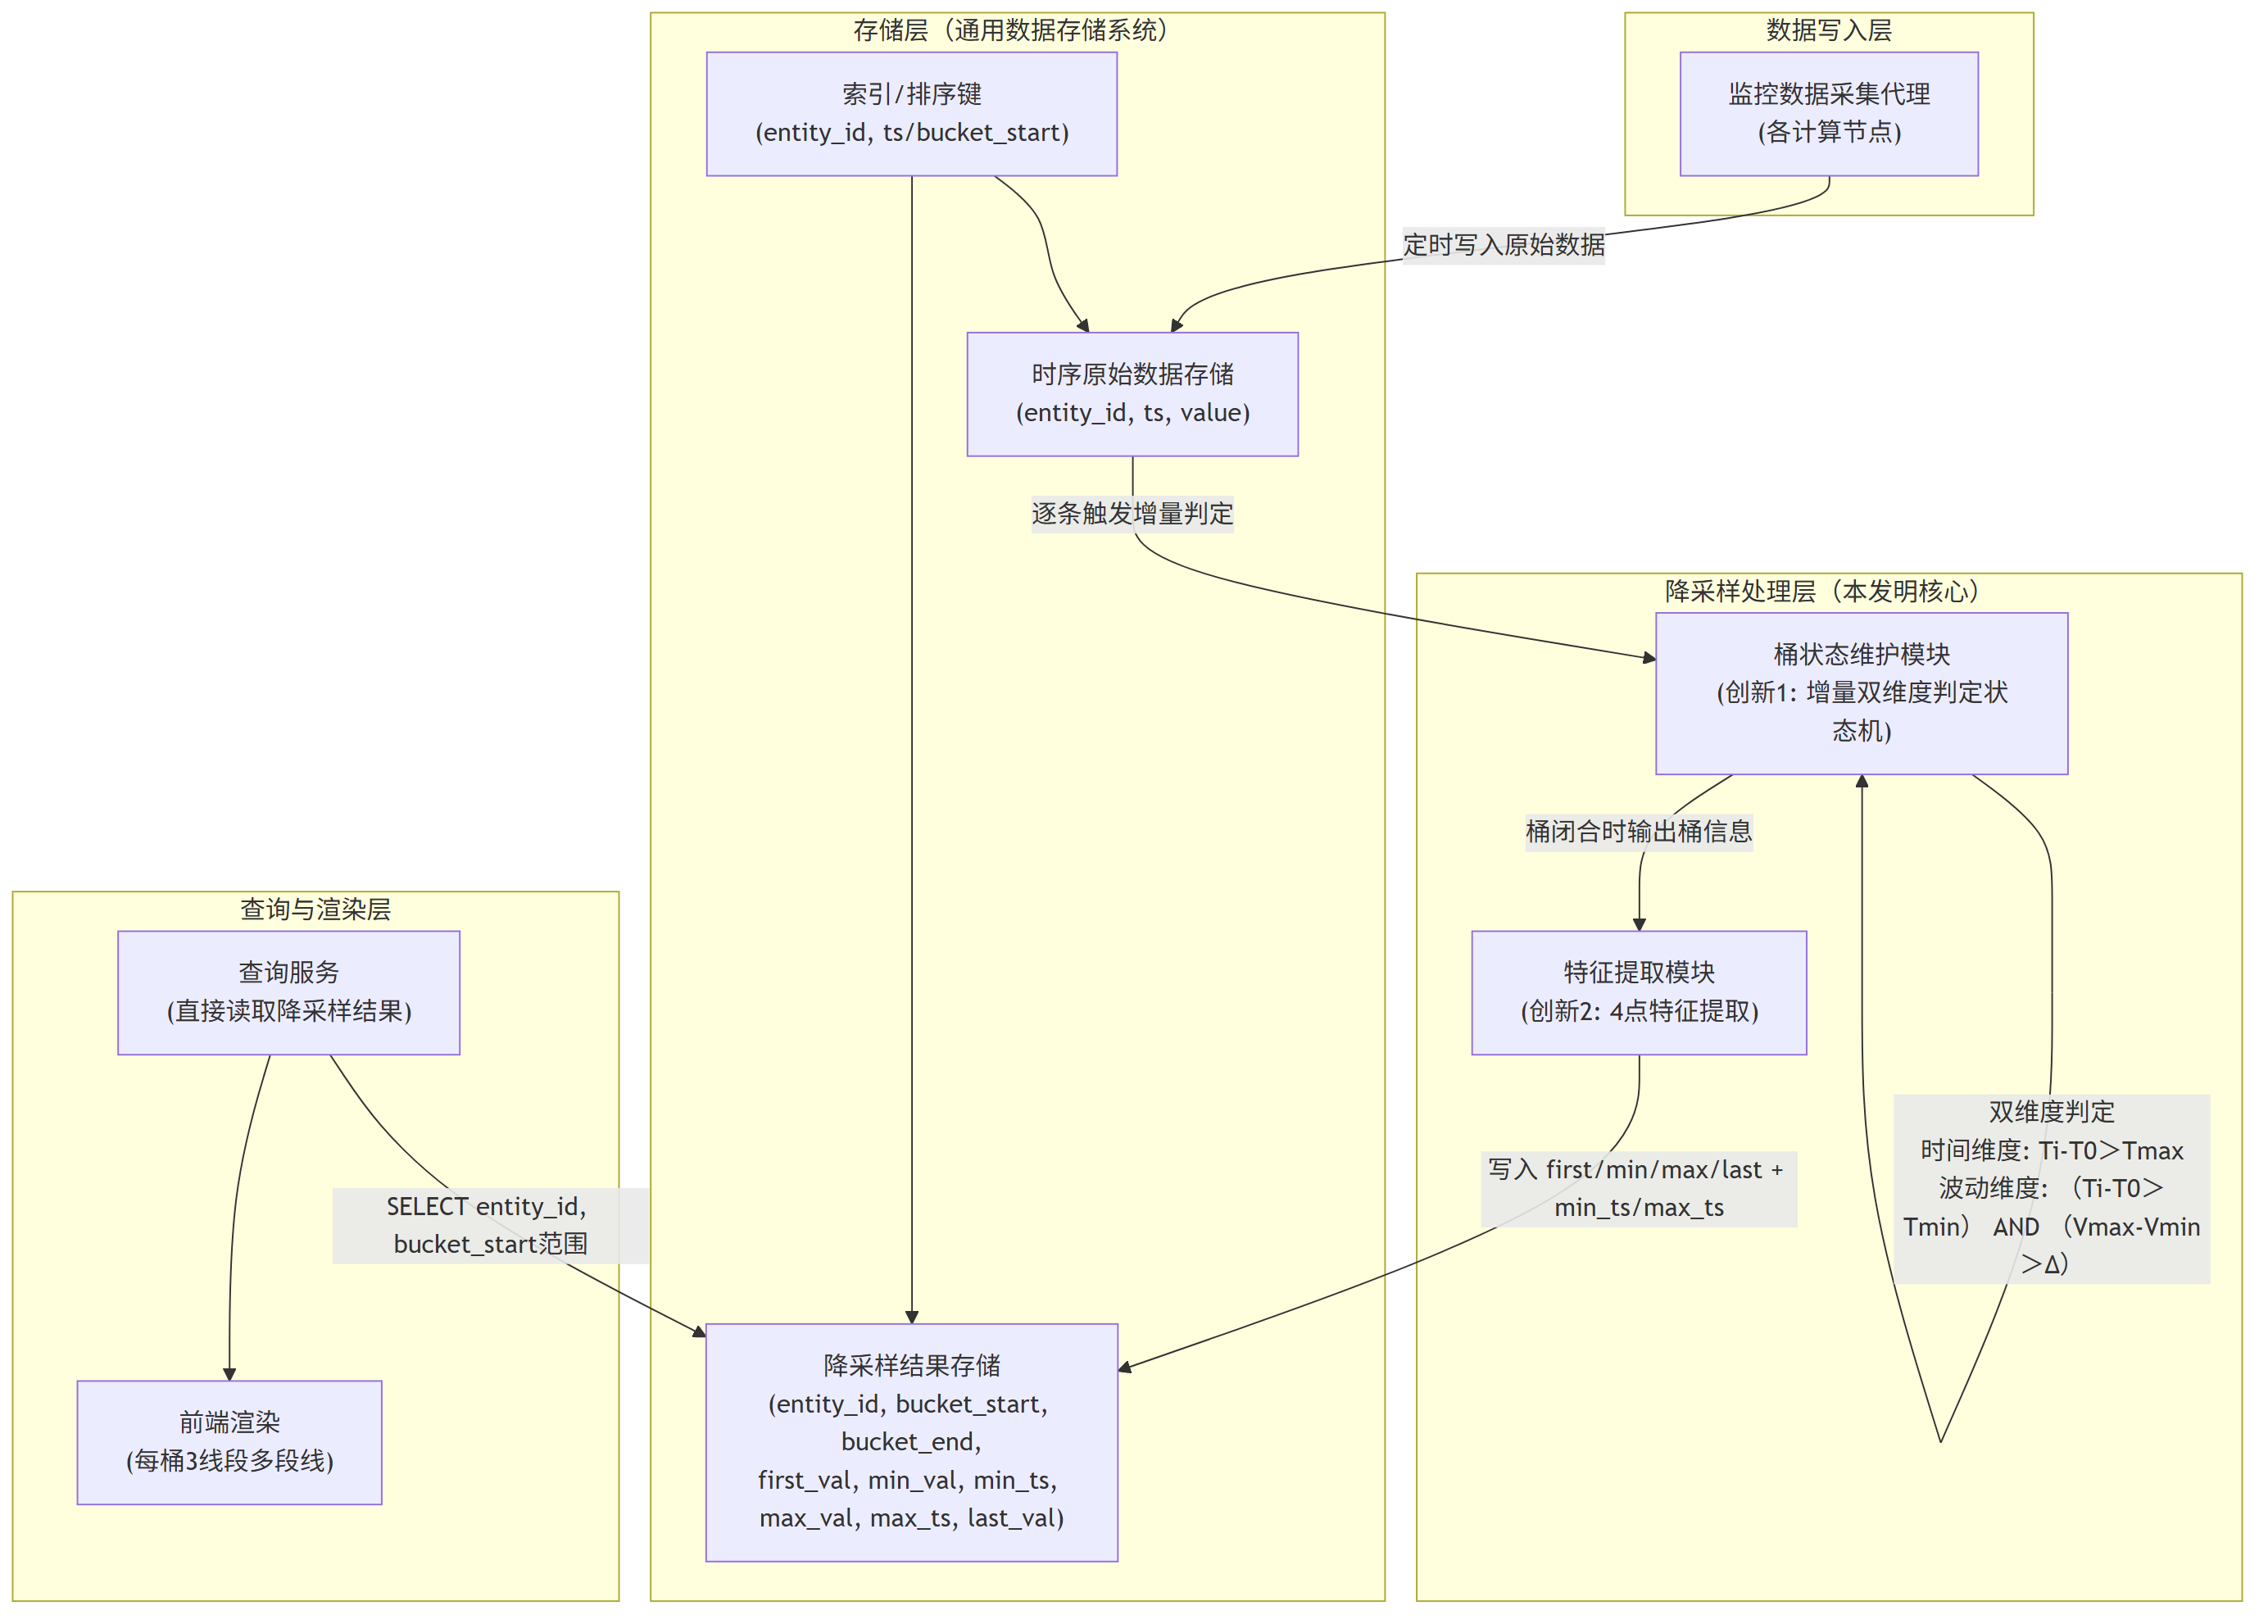 存储层（通用数据存储系统）
索引/排序键
(entity_id, ts/bucket_start)
数据写入层
监控数据采集代理
(各计算节点)
定时写入原始数据
时序原始数据存储
(entity_id, ts, value)
逐条触发增量判定
降采样处理层（本发明核心）
桶状态维护模块
(创新1: 增量双维度判定状
态机)
桶闭合时输出桶信息
特征提取模块
(创新2: 4点特征提取)
双维度判定
时间维度: Ti-T0＞Tmax
波动维度: （Ti-T0＞
Tmin） AND （Vmax-Vmin
＞Δ）
写入 first/min/max/last +
min_ts/max_ts
查询与渲染层
查询服务
(直接读取降采样结果)
SELECT entity_id,
bucket_start范围
前端渲染
(每桶3线段多段线)
降采样结果存储
(entity_id, bucket_start,
bucket_end,
first_val, min_val, min_ts,
max_val, max_ts, last_val)